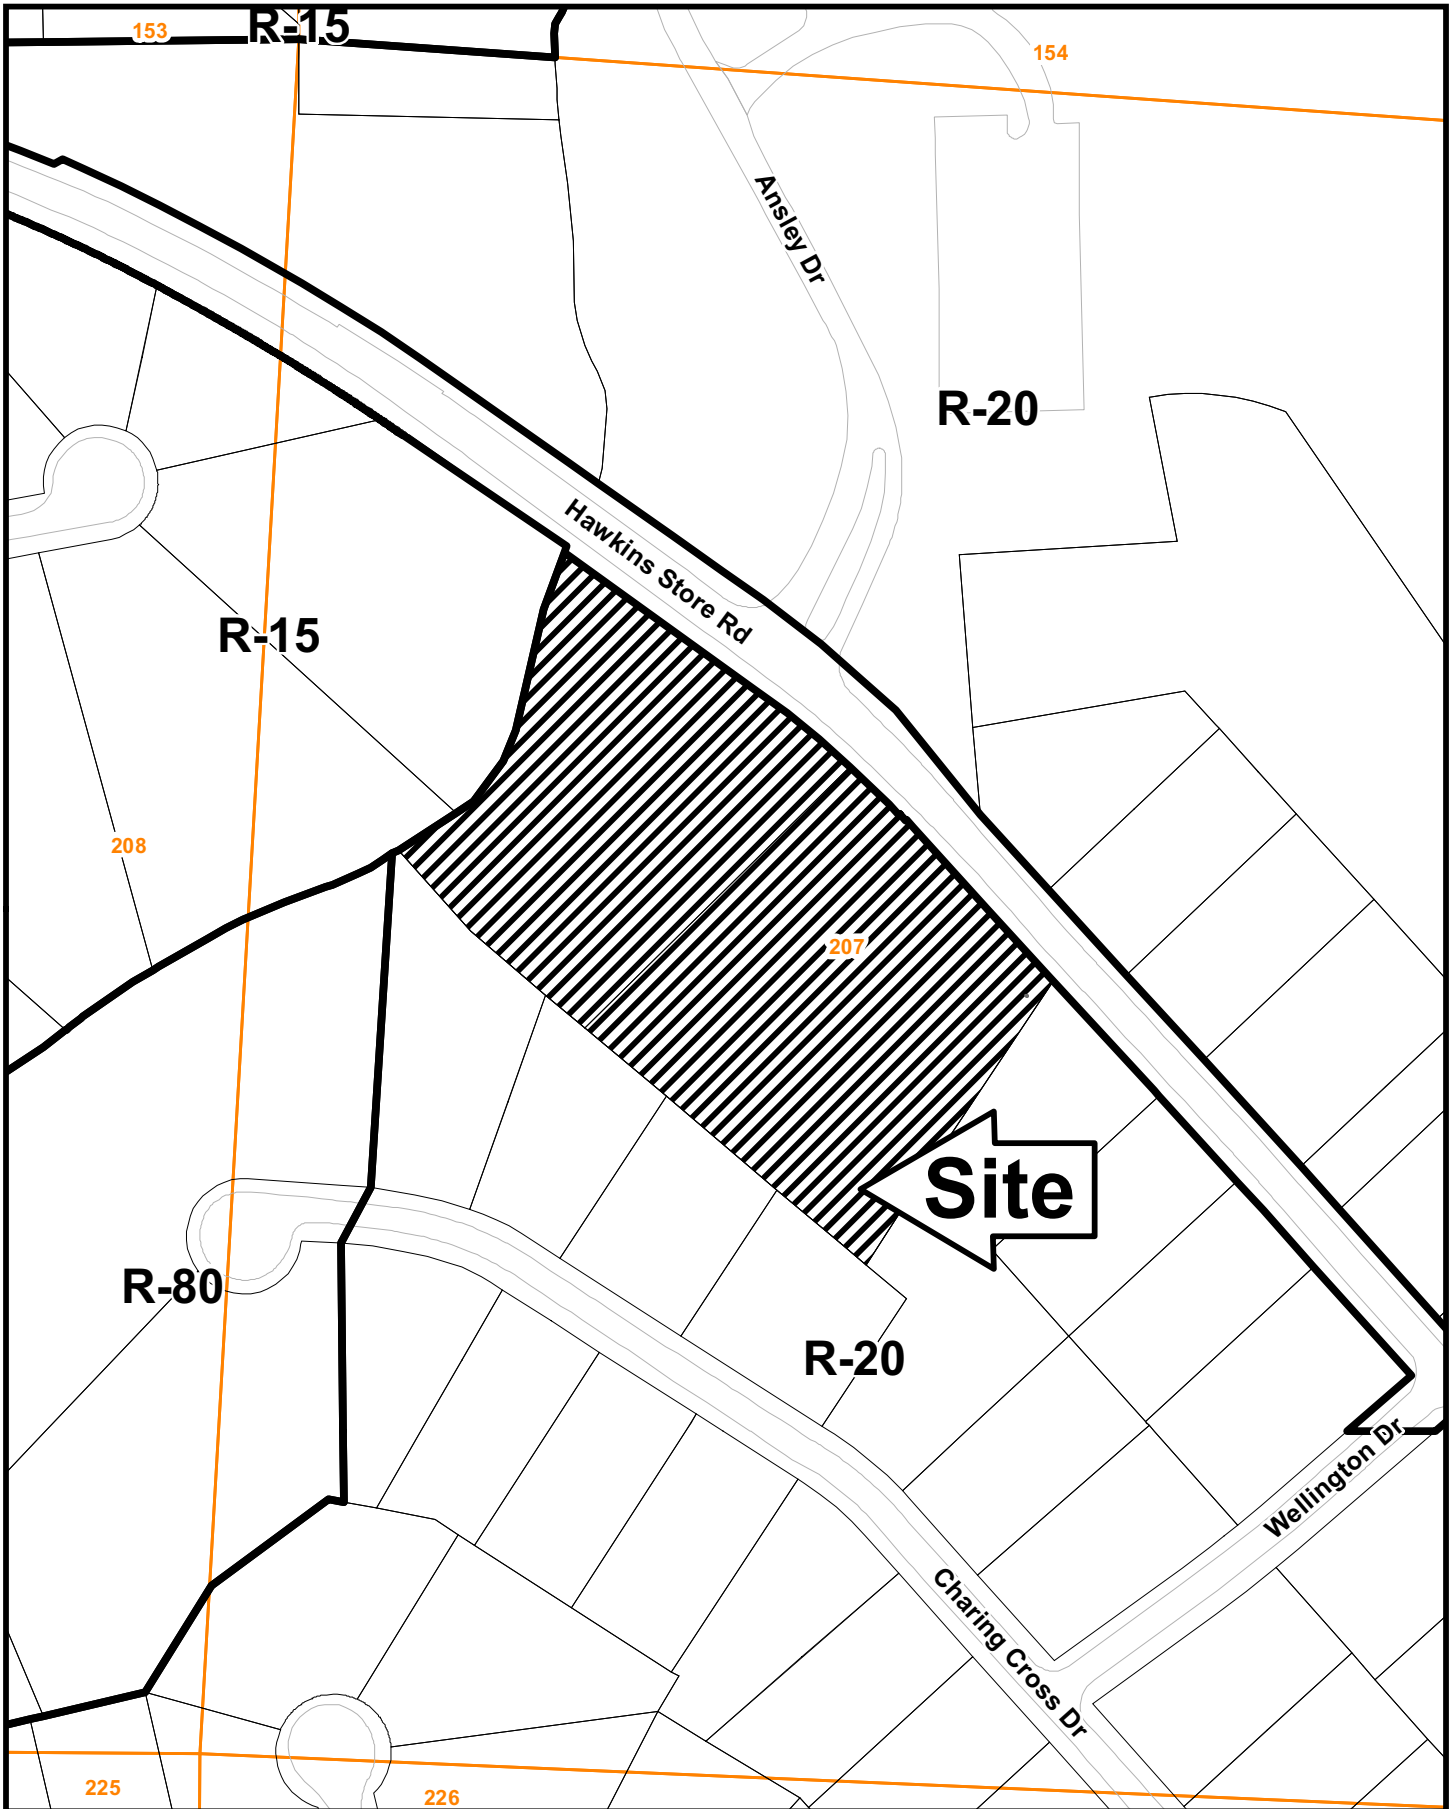 R-15
153
154
Ansley Dr
R-20
Hawkins Store Rd
R-15
208
207
Site
R-80
R-20
Wellington Dr
Charing Cross Dr
225
226